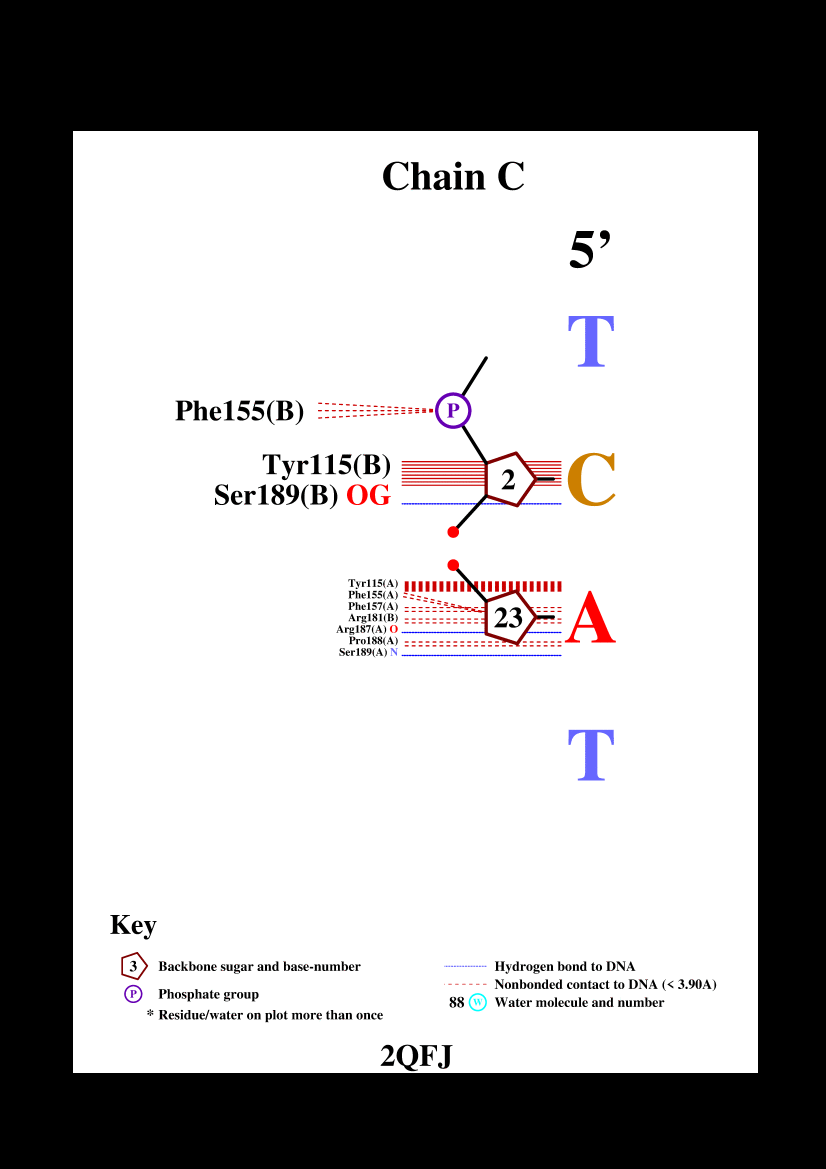 Chain C
5’
T
Phe155(B) P
Tyr115(B)
2 C
Ser189(B) OG
Tyr115(A)
Phe155(A)
Phe157(A)
Arg181(B) 23 A
Arg187(A) O
Pro188(A)
Ser189(A) N
T
Key
3 Backbone sugar and base-number
P Phosphate group
* Residue/water on plot more than once
Hydrogen bond to DNA
Nonbonded contact to DNA (< 3.90A)
88 W Water molecule and number
2QFJ